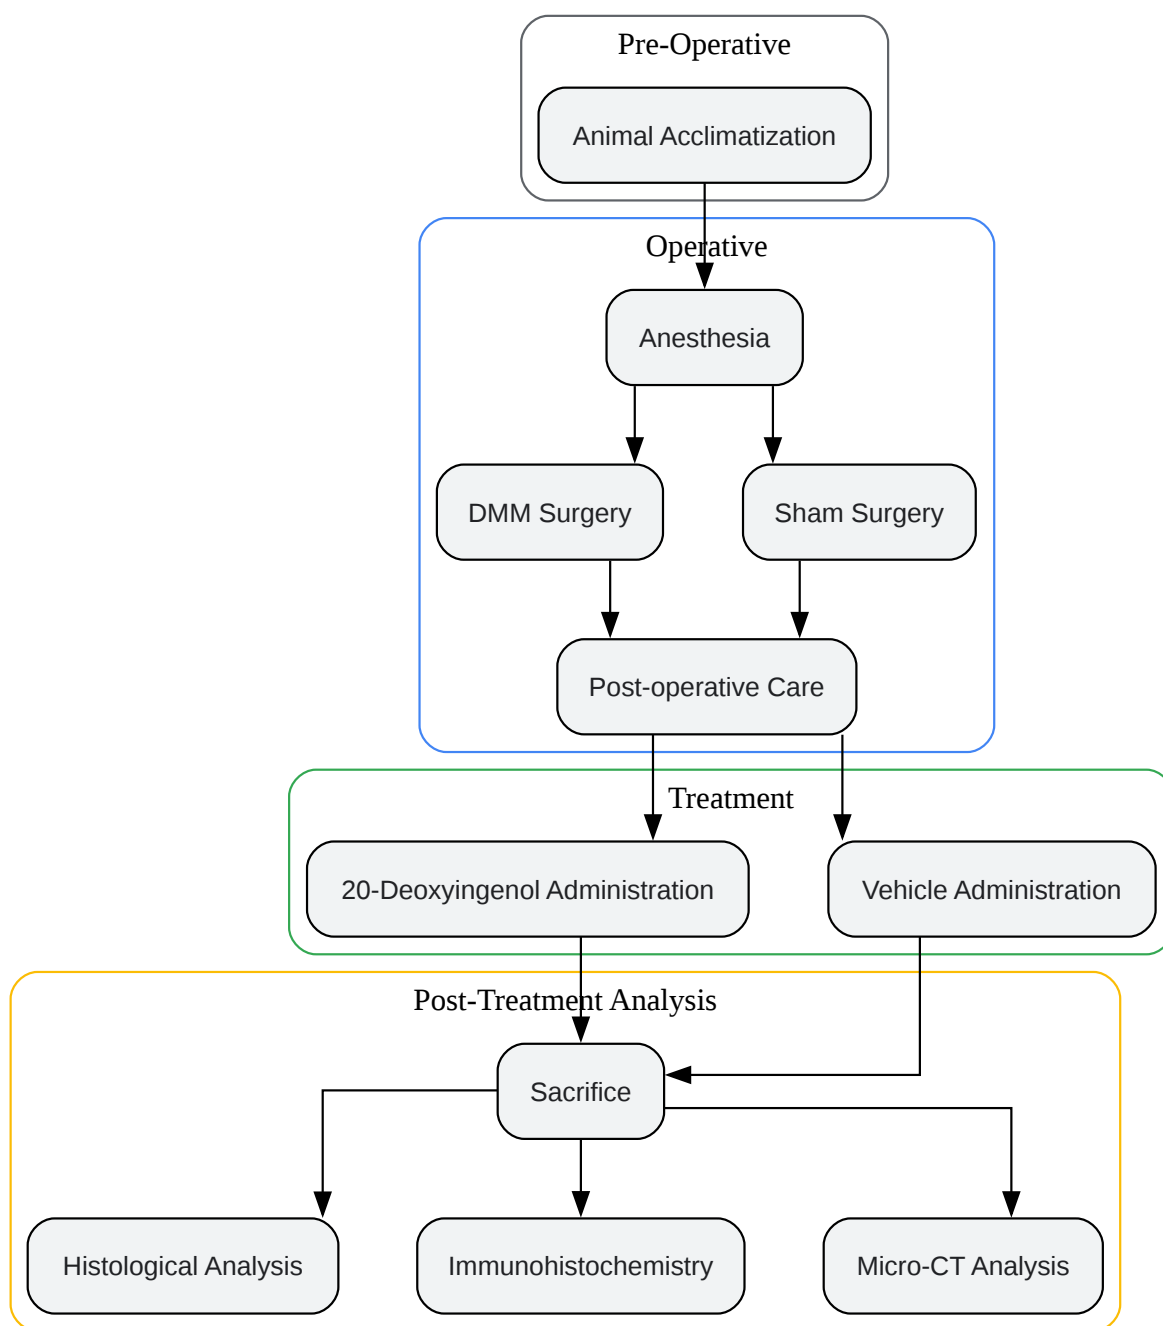 Pre-Operative
Animal Acclimatization
Operative
Anesthesia
DMM Surgery
Sham Surgery
Post-operative Care
Treatment
20-Deoxyingenol Administration
Vehicle Administration
Post-Treatment Analysis
Sacrifice
Histological Analysis
Immunohistochemistry
Micro-CT Analysis